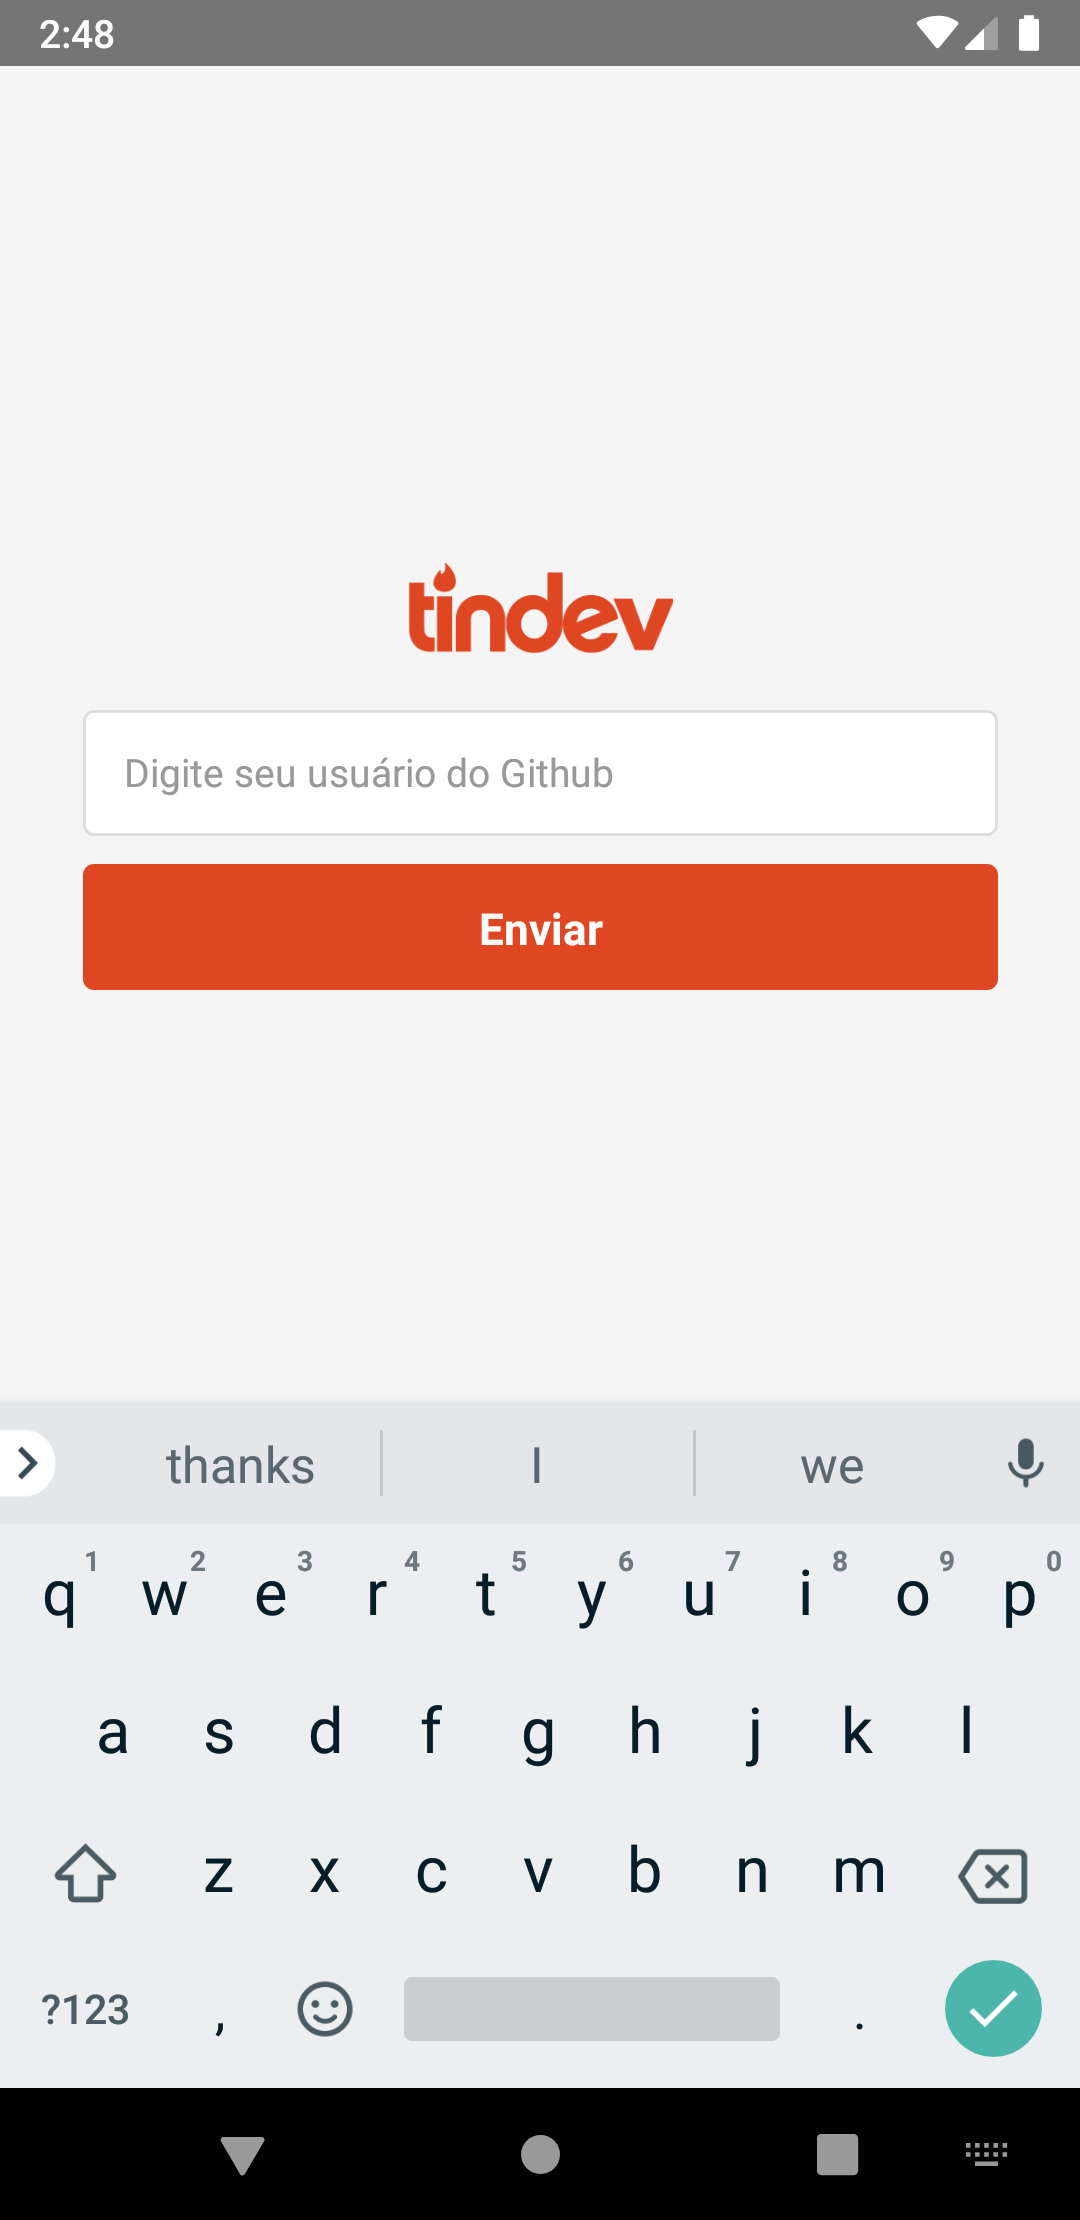 2:48
tindev
Digite seu usuário do Github
Enviar
thanks I we
1 2 3 4 5 6 7 8 9 0
q w e r t y u i o p
a s d f g h j k l
z x c v b n m
?123 , .